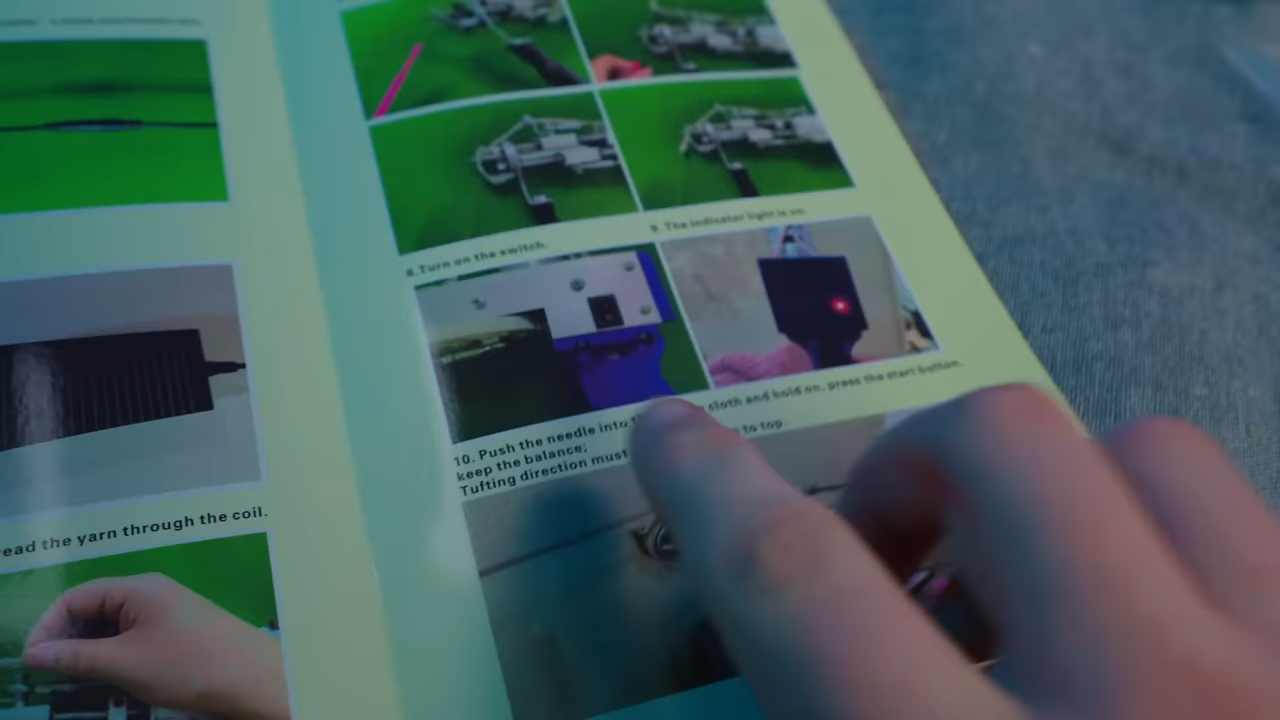 ead the yarn through the coil.
8.Turn on the switch.
9. The indicator light is on.
10. Push the needle into cloth and hold on, press the start button,
keep the balance;
Tufting direction must to top.